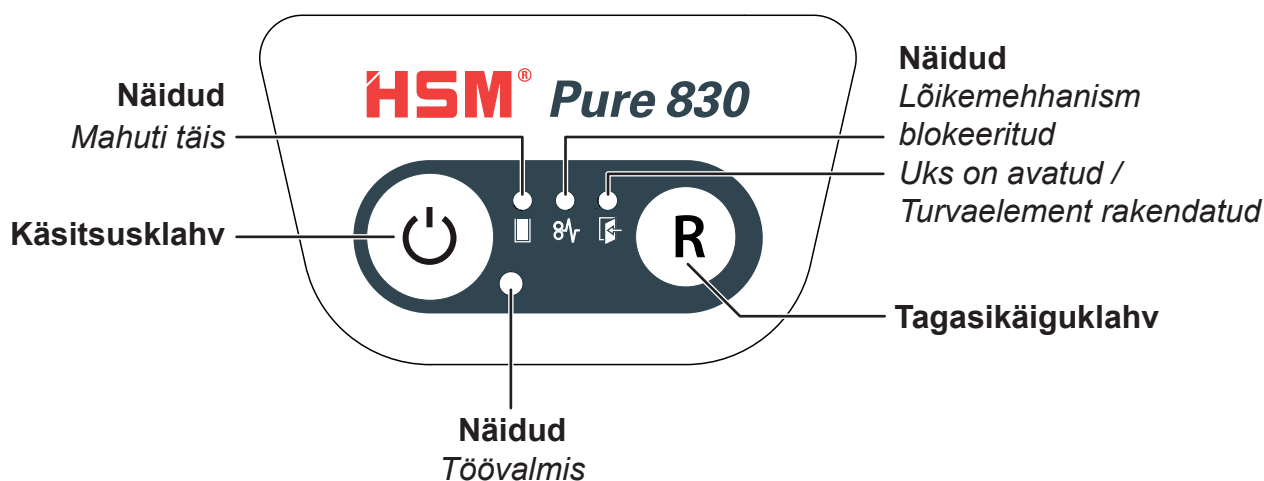 Näidud
Mahuti täis
Käsitsusklahv
HSM® Pure 830
R
Näidud
Lõikemehhanism
blokeeritud
Uks on avatud /
Turvaelement rakendatud
Tagasikäiguklahv
Näidud
Töövalmis